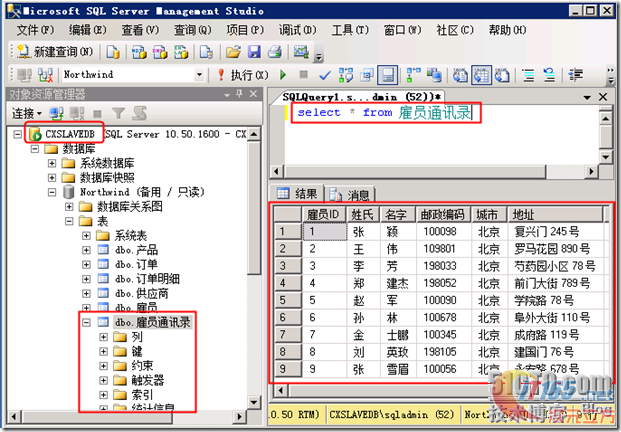 Microsoft SQL Server Management Studio
文件(F) 编辑(E) 查看(V) 查询(Q) 项目(P) 调试(D) 工具(T) 窗口(W) 社区(C) 帮助(H)
新建查询(N)
Northwind 执行(X)
对象资源管理器
连接
CXSLAVEDB (SQL Server 10.50.1600 - CX
数据库
系统数据库
数据库快照
Northwind (备用 / 只读)
数据库关系图
表
系统表
dbo.产品
dbo.订单
dbo.订单明细
dbo.供应商
dbo.雇员
dbo.雇员通讯录
列
键
约束
触发器
索引
统计信息
SQLQuery1.s...dmin (52))*
select * from 雇员通讯录
结果 消息
雇员ID 姓氏 名字 邮政编码 城市 地址
1 1 张 颖 100098 北京 复兴门 245 号
2 2 王 伟 109801 北京 罗马花园 890 号
3 3 李 芳 198033 北京 芍药园小区 78 号
4 4 郑 建杰 198052 北京 前门大街 789 号
5 5 赵 军 100090 北京 学院路 78 号
6 6 孙 林 100678 北京 阜外大街 110 号
7 7 金 士鹏 100345 北京 成府路 119 号
8 8 刘 英玫 198105 北京 建国门 76 号
9 9 张 雪眉 100056 北京 永安路 678 号
(10.50 RTM) CXSLAVEDB\sqladmin (52)
51CTO.com
技术博客 Blog